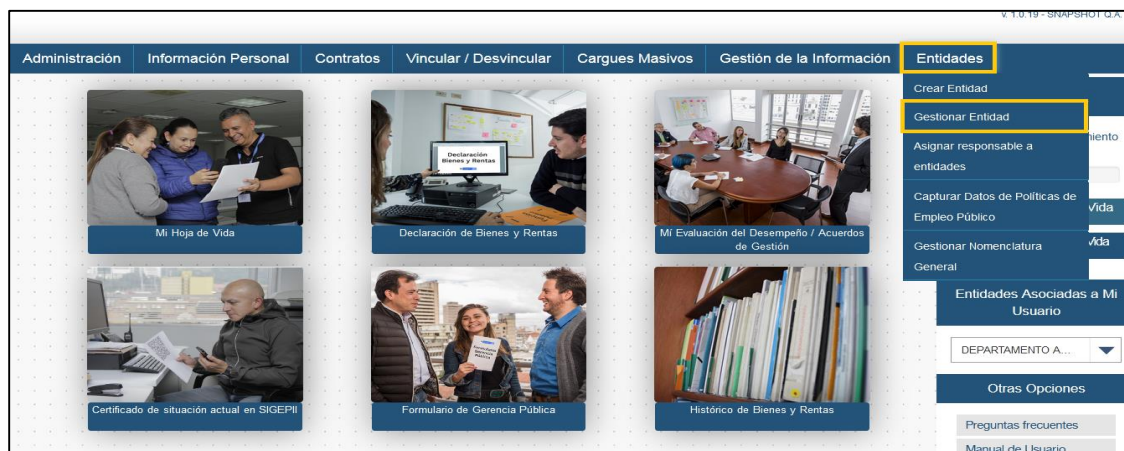 v. 1.0.19 - SNAPSHOT Q.A.
Administración
Información Personal
Contratos
Vincular / Desvincular
Cargues Masivos
Gestión de la Información
Entidades
Crear Entidad
Gestionar Entidad
Asignar responsable a
entidades
Capturar Datos de Políticas de
Empleo Público
Gestionar Nomenclatura
General
miento
Vida
Vida
Declaración
Bienes y Rentas
Mi Hoja de Vida
Declaración de Bienes y Rentas
Mí Evaluación del Desempeño / Acuerdos
de Gestión
Entidades Asociadas a Mi
Usuario
DEPARTAMENTO A...
Otras Opciones
Preguntas frecuentes
Manual de Usuario
Certificado de situación actual en SIGEPII
Formulario de Gerencia Pública
Histórico de Bienes y Rentas